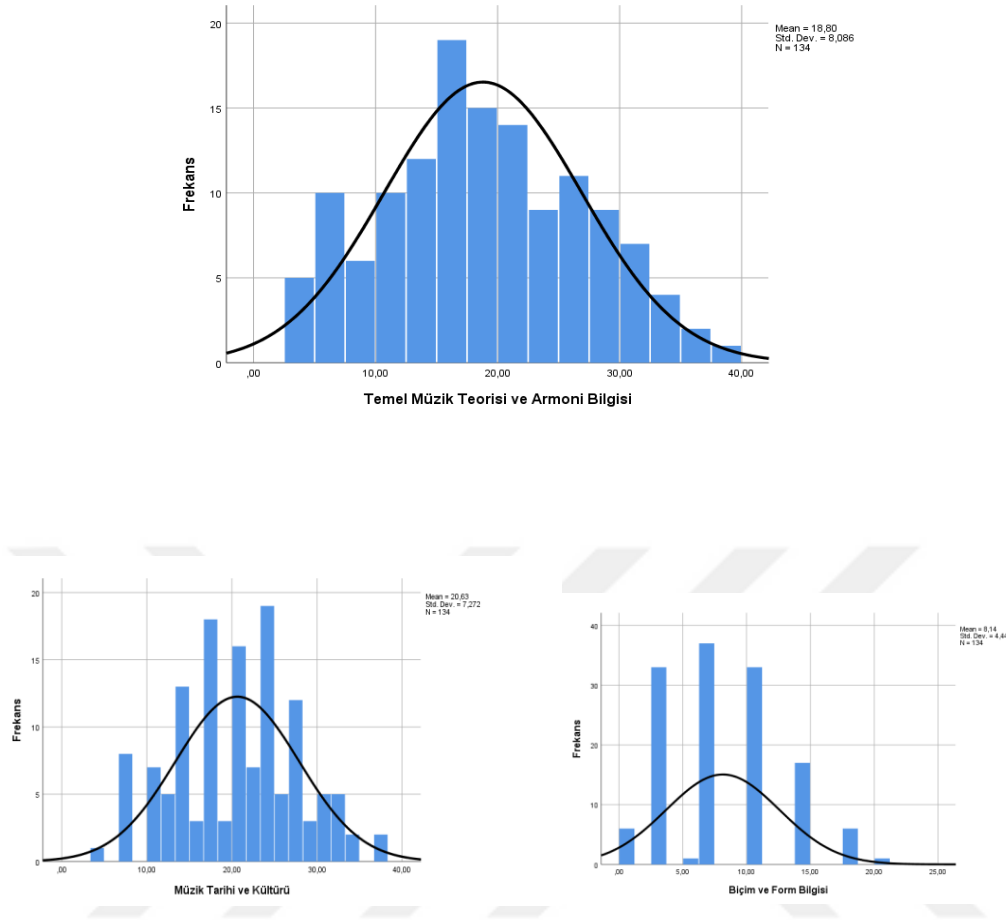 Mean = 18,80
Std. Dev. = 8,086
N = 134
20
15
10
5
0
Frekans
,00 10,00 20,00 30,00 40,00
Temel Müzik Teorisi ve Armoni Bilgisi
Mean = 20,63
Std. Dev. = 7,272
N = 134
20
15
10
5
0
Frekans
,00 10,00 20,00 30,00 40,00
Müzik Tarihi ve Kültürü
Mean = 8,14
Std. Dev. = 4,44
N = 134
40
30
20
10
0
Frekans
,00 5,00 10,00 15,00 20,00 25,00
Biçim ve Form Bilgisi